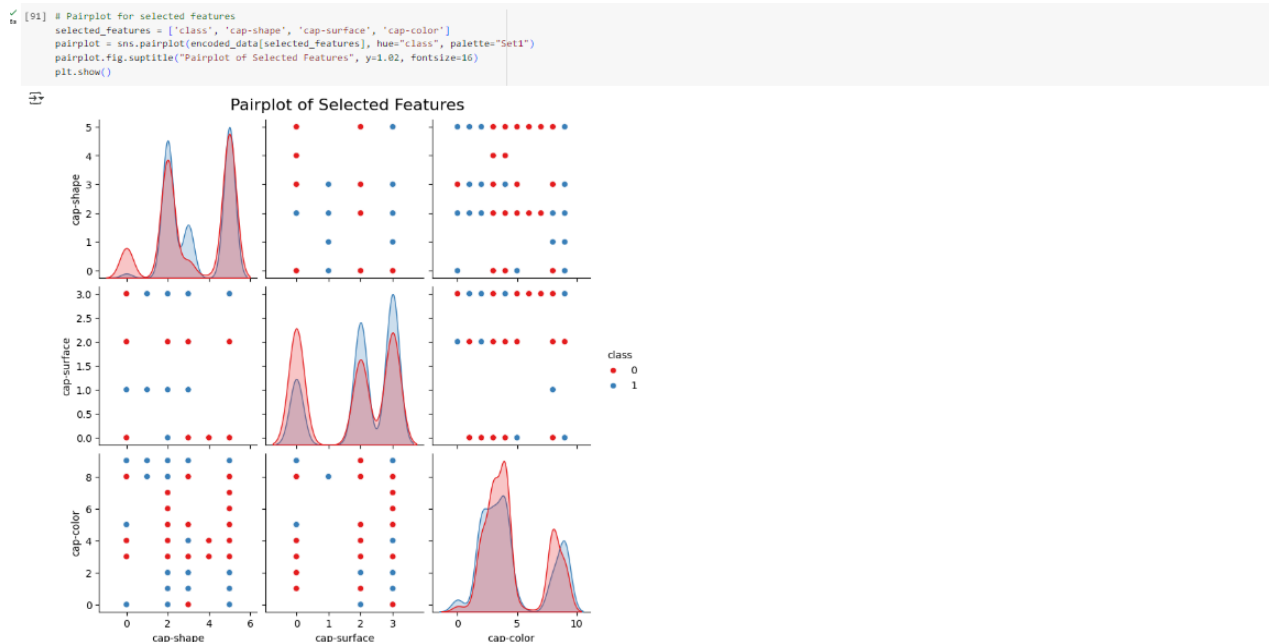 [91] # Pairplot for selected features
selected_features = ['class', 'cap-shape', 'cap-surface', 'cap-color']
pairplot = sns.pairplot(encoded_data[selected_features], hue="class", palette="Set1")
pairplot.fig.suptitle("Pairplot of Selected Features", y=1.02, fontsize=16)
plt.show()
Pairplot of Selected Features
5
4
3
2
1
0
cap-shape
3.0
2.5
2.0
1.5
1.0
0.5
0.0
cap-surface
class
0
1
8
6
4
2
0
cap-color
0 2 4 6 0 1 2 3 0 5 10
cap-shape cap-surface cap-color